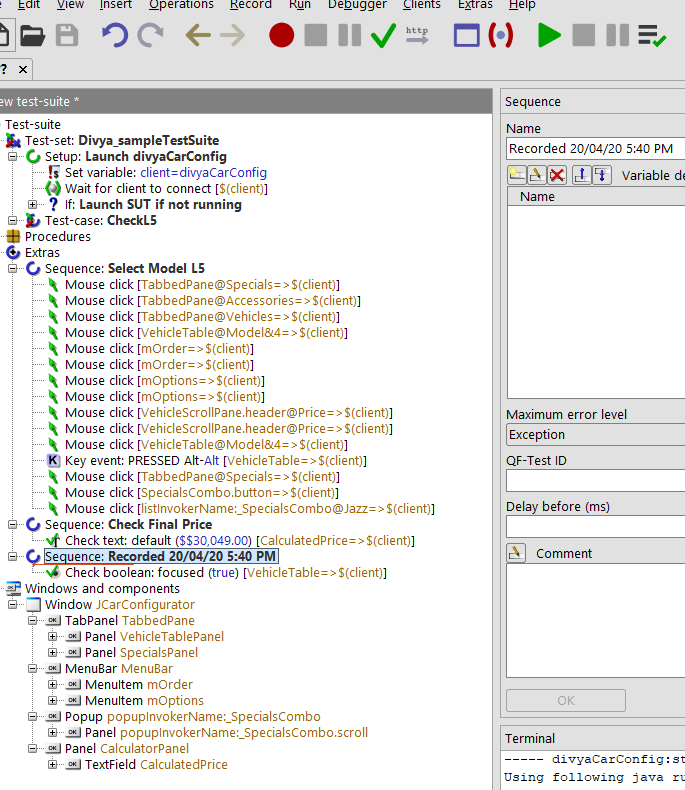 Edit View Insert Operations Record Run Debugger Clients Extras Help
http
?
ew test-suite *
Test-suite
Test-set: Divya_sampleTestSuite
Setup: Launch divyaCarConfig
Set variable: client=divyaCarConfig
Wait for client to connect [$(client)]
If: Launch SUT if not running
Test-case: CheckL5
Procedures
Extras
Sequence: Select Model L5
Mouse click [TabbedPane@Specials=>$(client)]
Mouse click [TabbedPane@Accessories=>$(client)]
Mouse click [TabbedPane@Vehicles=>$(client)]
Mouse click [VehicleTable@Model&4=>$(client)]
Mouse click [mOrder=>$(client)]
Mouse click [mOrder=>$(client)]
Mouse click [mOptions=>$(client)]
Mouse click [mOptions=>$(client)]
Mouse click [VehicleScrollPane.header@Price=>$(client)]
Mouse click [VehicleScrollPane.header@Price=>$(client)]
Mouse click [VehicleTable@Model&4=>$(client)]
K Key event: PRESSED Alt-Alt [VehicleTable=>$(client)]
Mouse click [TabbedPane@Specials=>$(client)]
Mouse click [SpecialsCombo.button=>$(client)]
Mouse click [listInvokerName:_SpecialsCombo@Jazz=>$(client)]
Sequence: Check Final Price
Check text: default ($$30,049.00) [CalculatedPrice=>$(client)]
Sequence: Recorded 20/04/20 5:40 PM
Check boolean: focused (true) [VehicleTable=>$(client)]
Windows and components
Window JCarConfigurator
OK TabPanel TabbedPane
OK Panel VehicleTablePanel
OK Panel SpecialsPanel
OK MenuBar MenuBar
OK MenuItem mOrder
OK MenuItem mOptions
OK Popup popupInvokerName:_SpecialsCombo
OK Panel popupInvokerName:_SpecialsCombo.scroll
OK Panel CalculatorPanel
OK TextField CalculatedPrice
Sequence
Name
Recorded 20/04/20 5:40 PM
Variable de
Name
Maximum error level
Exception
QF-Test ID
Delay before (ms)
Comment
OK
Terminal
----- divyaCarConfig:st
Using following java ru